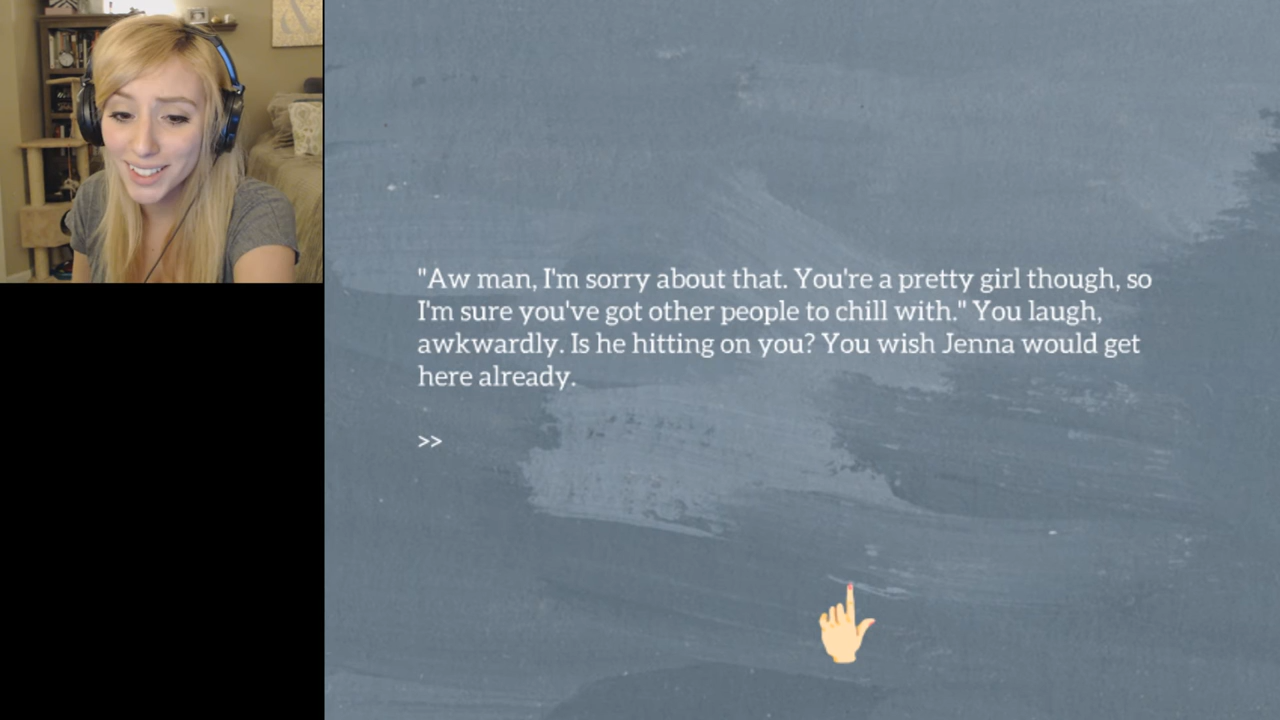 &
"Aw man, I'm sorry about that. You're a pretty girl though, so
I'm sure you've got other people to chill with." You laugh,
awkwardly. Is he hitting on you? You wish Jenna would get
here already.
>>